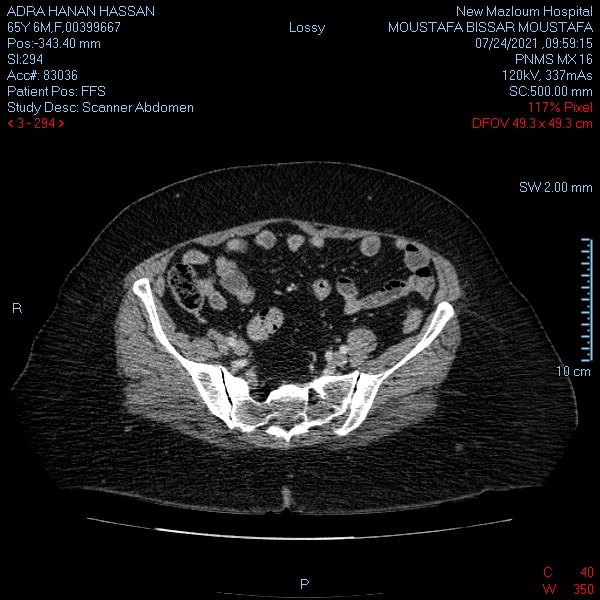 ADRA HANAN HASSAN
65Y 6M,F,00399667
Pos:-343.40 mm
SI:294
Acc#: 83036
Patient Pos: FFS
Study Desc: Scanner Abdomen
< 3 - 294 >
Lossy
New Mazloum Hospital
MOUSTAFA BISSAR MOUSTAFA
07/24/2021 ,09:59:15
PNMS MX 16
120kV, 337mAs
SC:500.00 mm
117% Pixel
DFOV 49.3 x 49.3 cm
SW 2.00 mm
R
10 cm
P
C 40
W 350